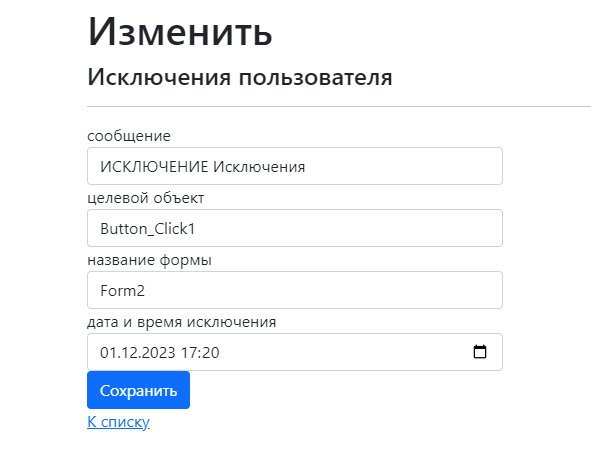 Изменить
Исключения пользователя
сообщение
ИСКЛЮЧЕНИЕ Исключения
целевой объект
Button_Click1
название формы
Form2
дата и время исключения
01.12.2023 17:20
Сохранить
К списку